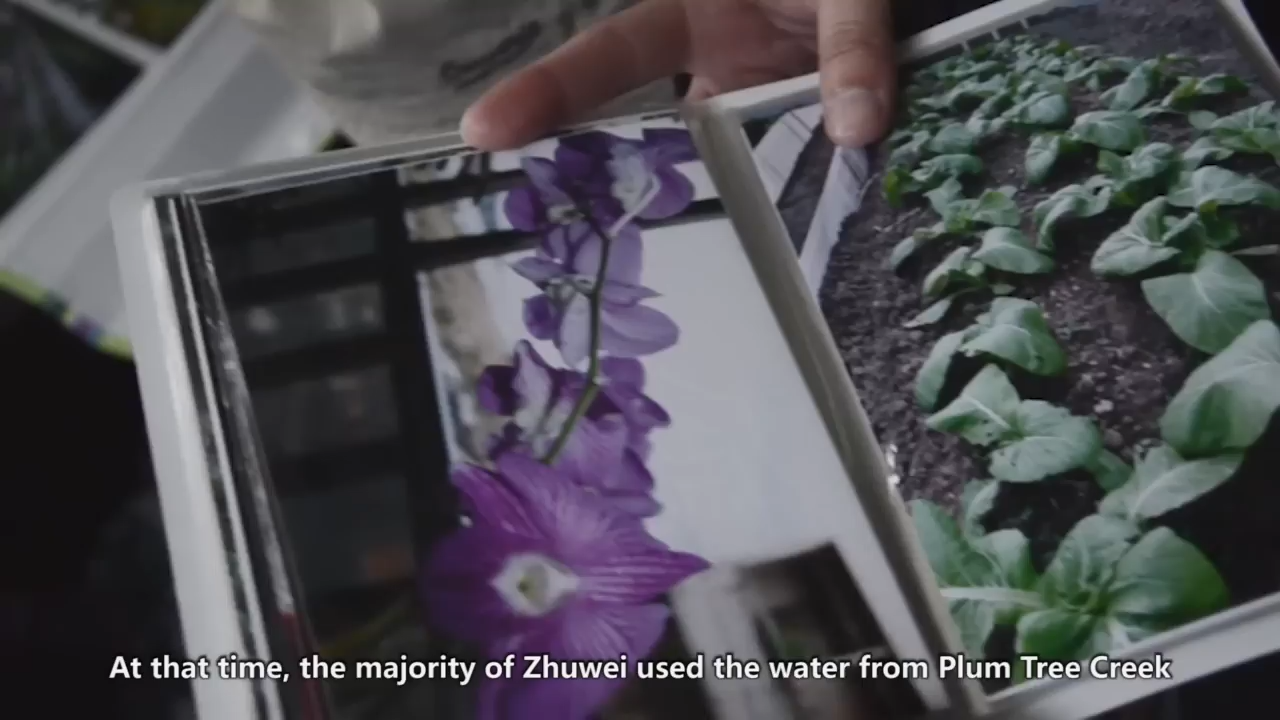 At that time, the majority of Zhuwei used the water from Plum Tree Creek